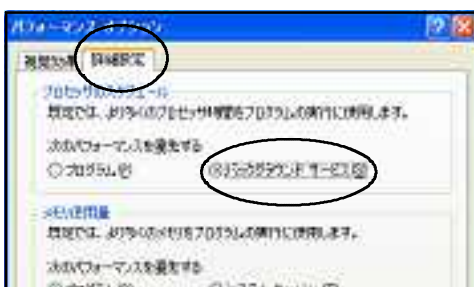 パフォーマンス オプション
視覚効果 詳細設定
プロセッサのスケジュール
既定では、より多くのプロセッサ時間をプログラムの実行に使用します。
次のパフォーマンスを優先する
プログラム(P) バックグラウンド サービス(S)
メモリ使用量
既定では、より多くのメモリをプログラムの実行に使用します。
次のパフォーマンスを優先する